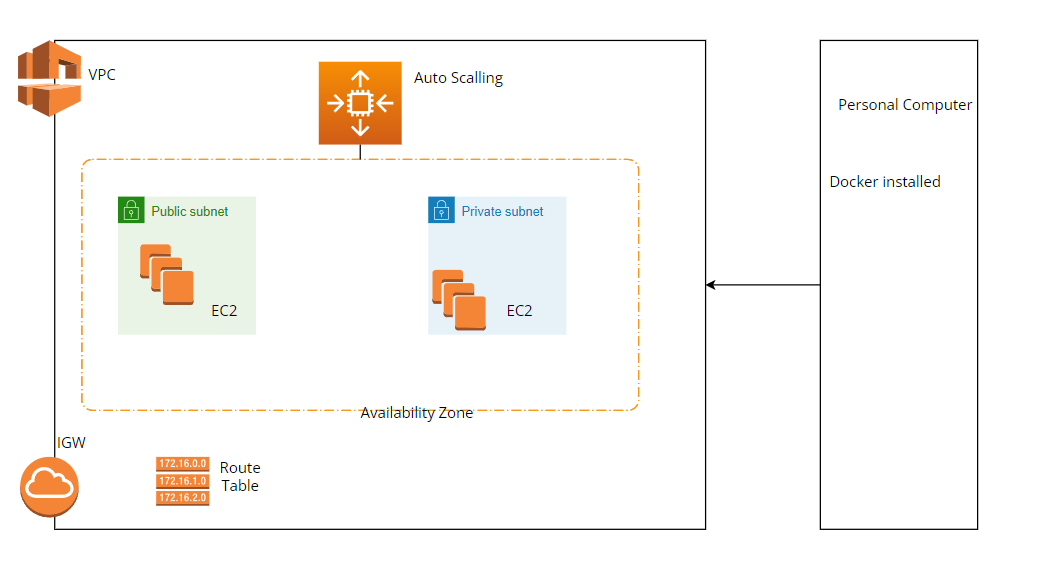 VPC
Auto Scalling
Personal Computer
Docker installed
Public subnet
Private subnet
EC2
EC2
Availability Zone
IGW
172.16.0.0
172.16.1.0
172.16.2.0
Route
Table